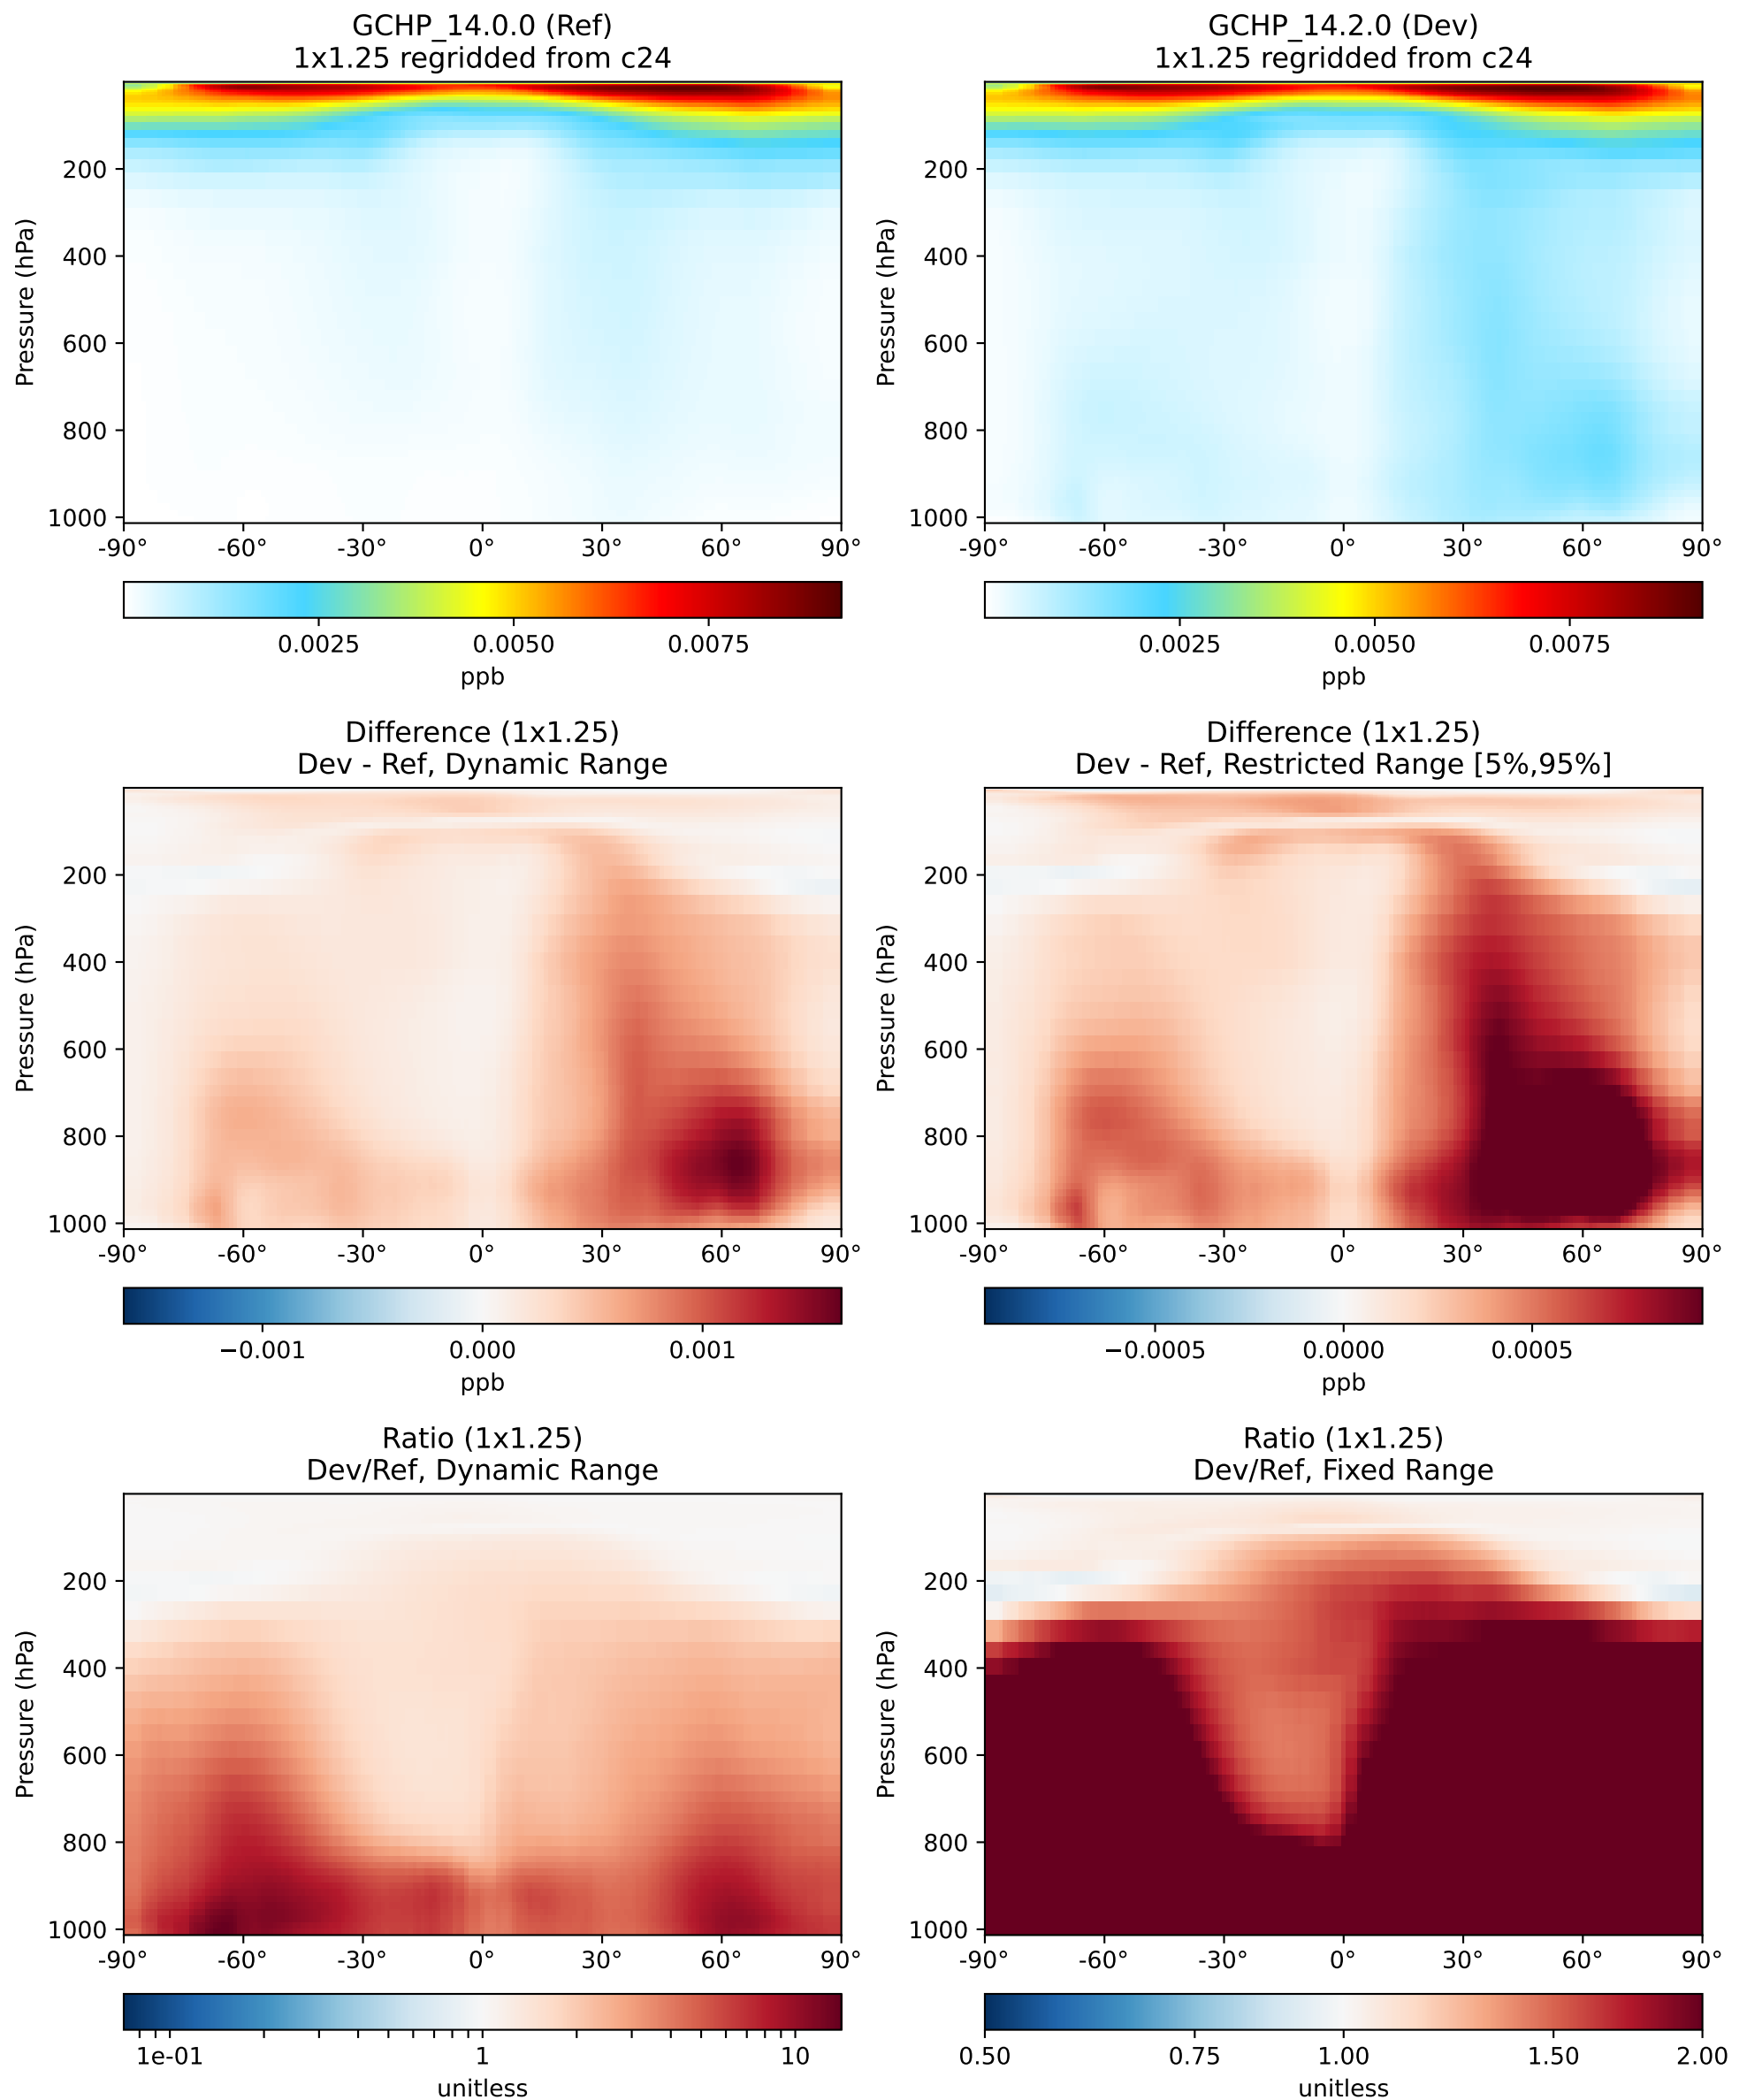 GCHP_14.0.0 (Ref)
1x1.25 regridded from c24
Pressure (hPa)
200
400
600
800
1000
-90° -60° -30° 0° 30° 60° 90°
0.0025 0.0050 0.0075
ppb
GCHP_14.2.0 (Dev)
1x1.25 regridded from c24
Pressure (hPa)
200
400
600
800
1000
-90° -60° -30° 0° 30° 60° 90°
0.0025 0.0050 0.0075
ppb
Difference (1x1.25)
Dev - Ref, Dynamic Range
Pressure (hPa)
200
400
600
800
1000
-90° -60° -30° 0° 30° 60° 90°
−0.001 0.000 0.001
ppb
Difference (1x1.25)
Dev - Ref, Restricted Range [5%,95%]
Pressure (hPa)
200
400
600
800
1000
-90° -60° -30° 0° 30° 60° 90°
−0.0005 0.0000 0.0005
ppb
Ratio (1x1.25)
Dev/Ref, Dynamic Range
Pressure (hPa)
200
400
600
800
1000
-90° -60° -30° 0° 30° 60° 90°
1e-01 1 10
unitless
Ratio (1x1.25)
Dev/Ref, Fixed Range
Pressure (hPa)
200
400
600
800
1000
-90° -60° -30° 0° 30° 60° 90°
0.50 0.75 1.00 1.50 2.00
unitless